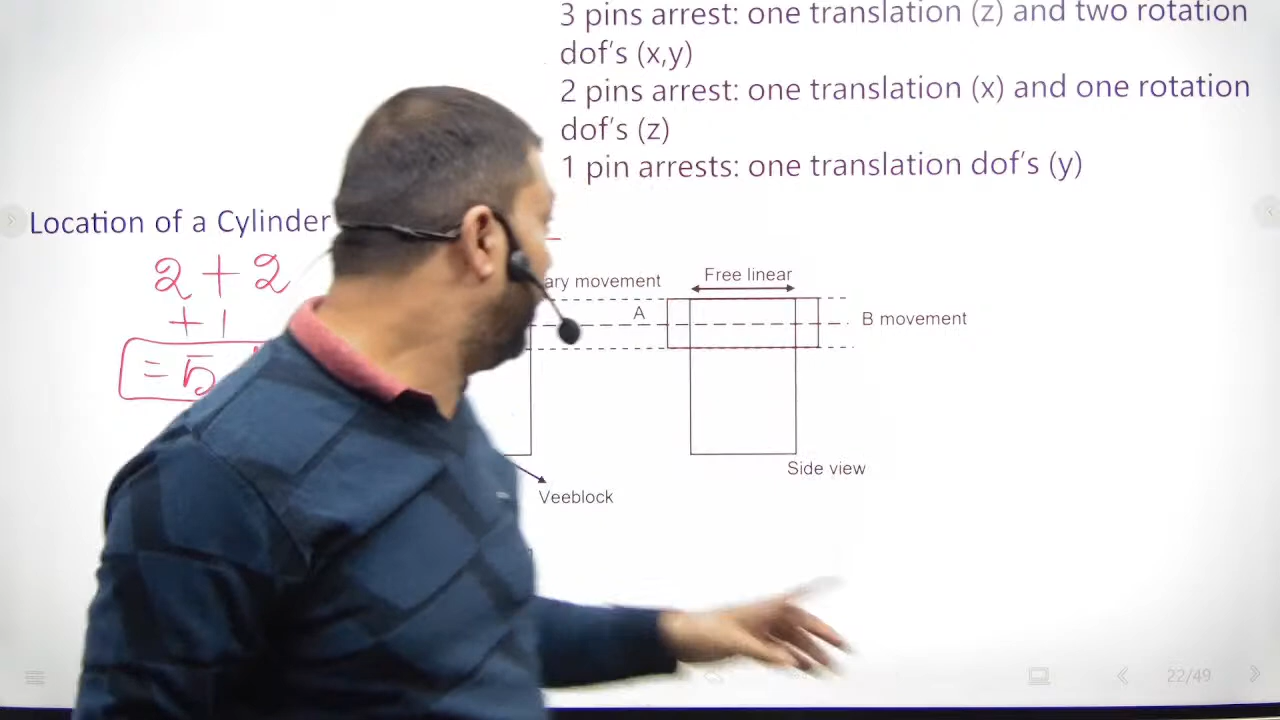 3 pins arrest: one translation (z) and two rotation
dof's (x,y)
2 pins arrest: one translation (x) and one rotation
dof's (z)
1 pin arrests: one translation dof's (y)
Location of a Cylinder
2 + 2
+ 1
= 5
movement
Free linear
A
B movement
Side view
Veeblock
22/49